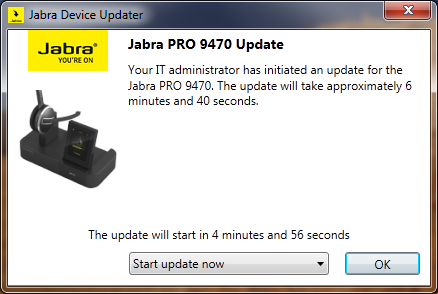 Jabra Device Updater
Jabra®
YOU'RE ON
Jabra PRO 9470 Update
Your IT administrator has initiated an update for the
Jabra PRO 9470. The update will take approximately 6
minutes and 40 seconds.
The update will start in 4 minutes and 56 seconds
Start update now
OK